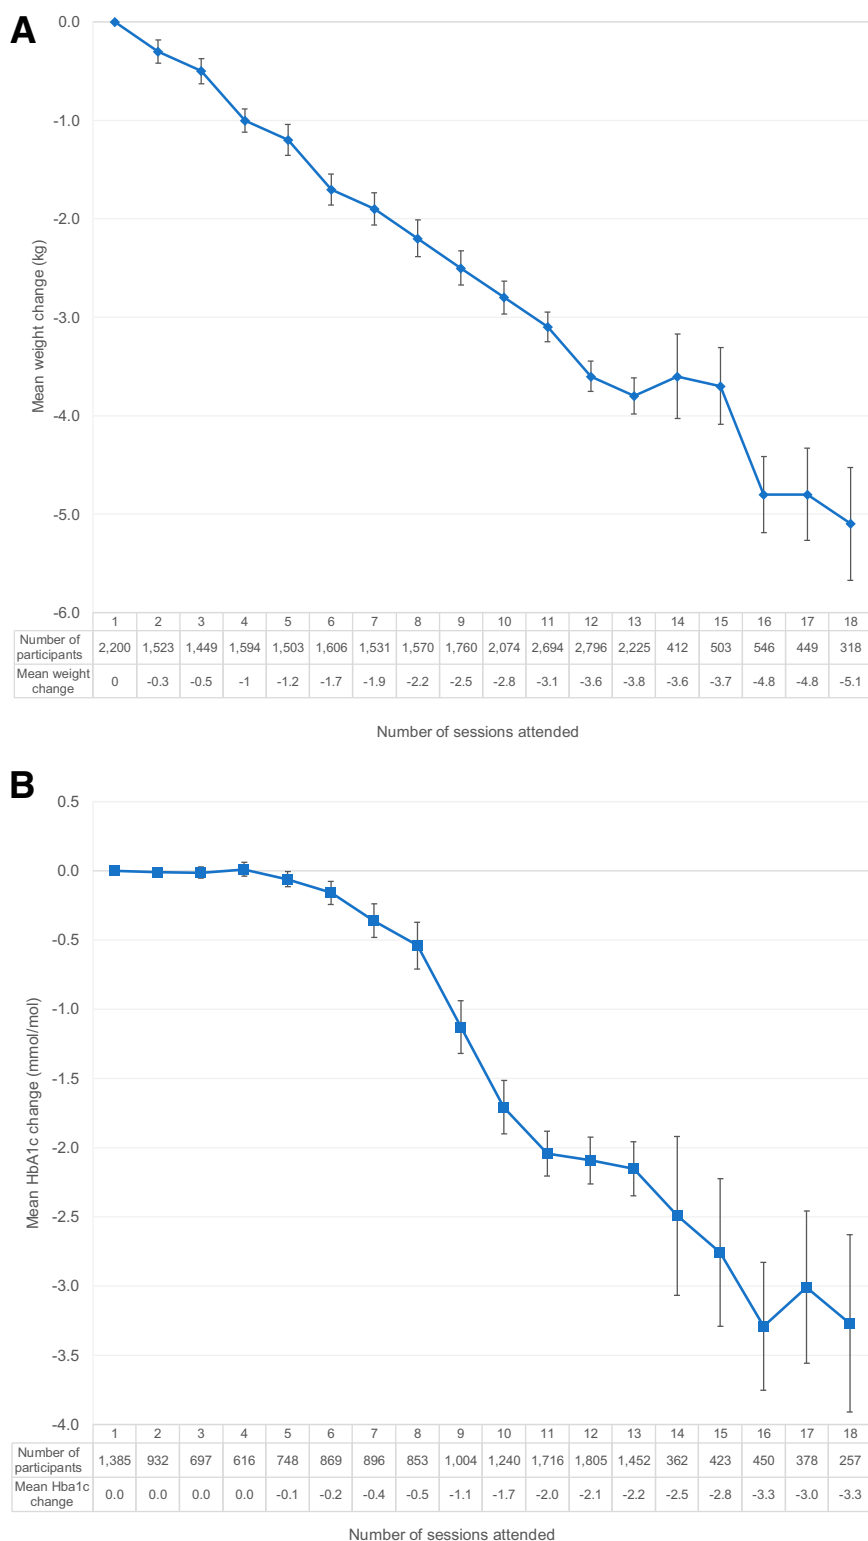 A
0.0
-1.0
-2.0
-3.0
-4.0
-5.0
-6.0
Mean weight change (kg)
1 2 3 4 5 6 7 8 9 10 11 12 13 14 15 16 17 18
Number of participants 2,200 1,523 1,449 1,594 1,503 1,606 1,531 1,570 1,760 2,074 2,694 2,796 2,225 412 503 546 449 318
Mean weight change 0 -0.3 -0.5 -1 -1.2 -1.7 -1.9 -2.2 -2.5 -2.8 -3.1 -3.6 -3.8 -3.6 -3.7 -4.8 -4.8 -5.1
Number of sessions attended
B
0.5
0.0
-0.5
-1.0
-1.5
-2.0
-2.5
-3.0
-3.5
-4.0
Mean HbA1c change (mmol/mol)
1 2 3 4 5 6 7 8 9 10 11 12 13 14 15 16 17 18
Number of participants 1,385 932 697 616 748 869 896 853 1,004 1,240 1,716 1,805 1,452 362 423 450 378 257
Mean Hba1c change 0.0 0.0 0.0 0.0 -0.1 -0.2 -0.4 -0.5 -1.1 -1.7 -2.0 -2.1 -2.2 -2.5 -2.8 -3.3 -3.0 -3.3
Number of sessions attended